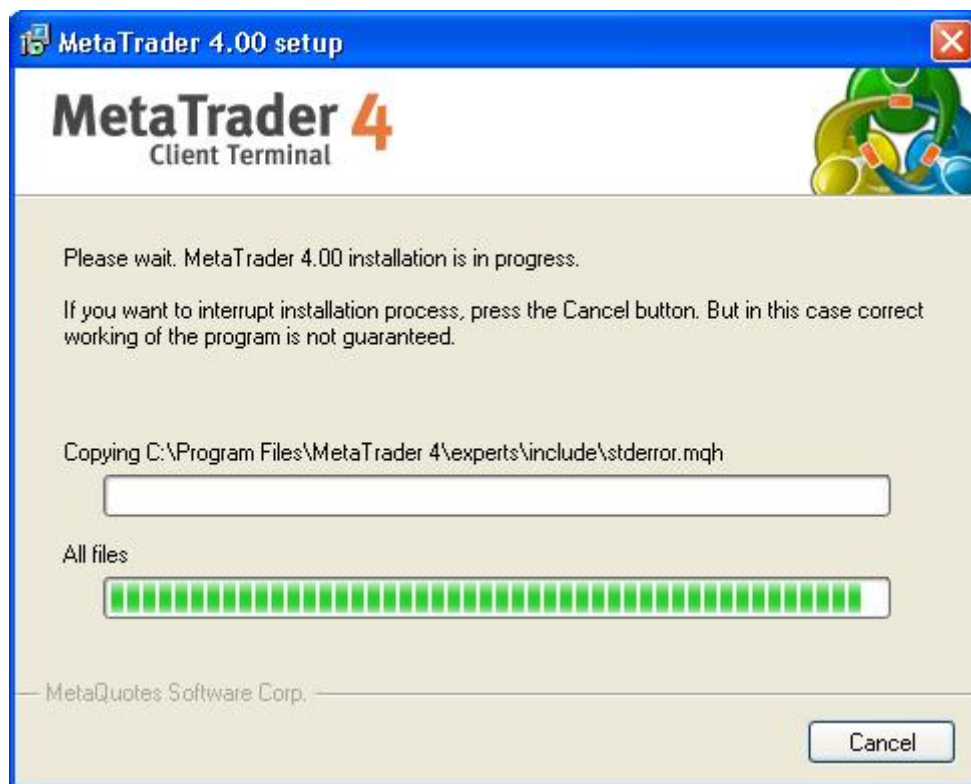 MetaTrader 4.00 setup
MetaTrader 4
Client Terminal
Please wait. MetaTrader 4.00 installation is in progress.
If you want to interrupt installation process, press the Cancel button. But in this case correct
working of the program is not guaranteed.
Copying C:\Program Files\MetaTrader 4\experts\include\stderror.mqh
All files
MetaQuotes Software Corp.
Cancel